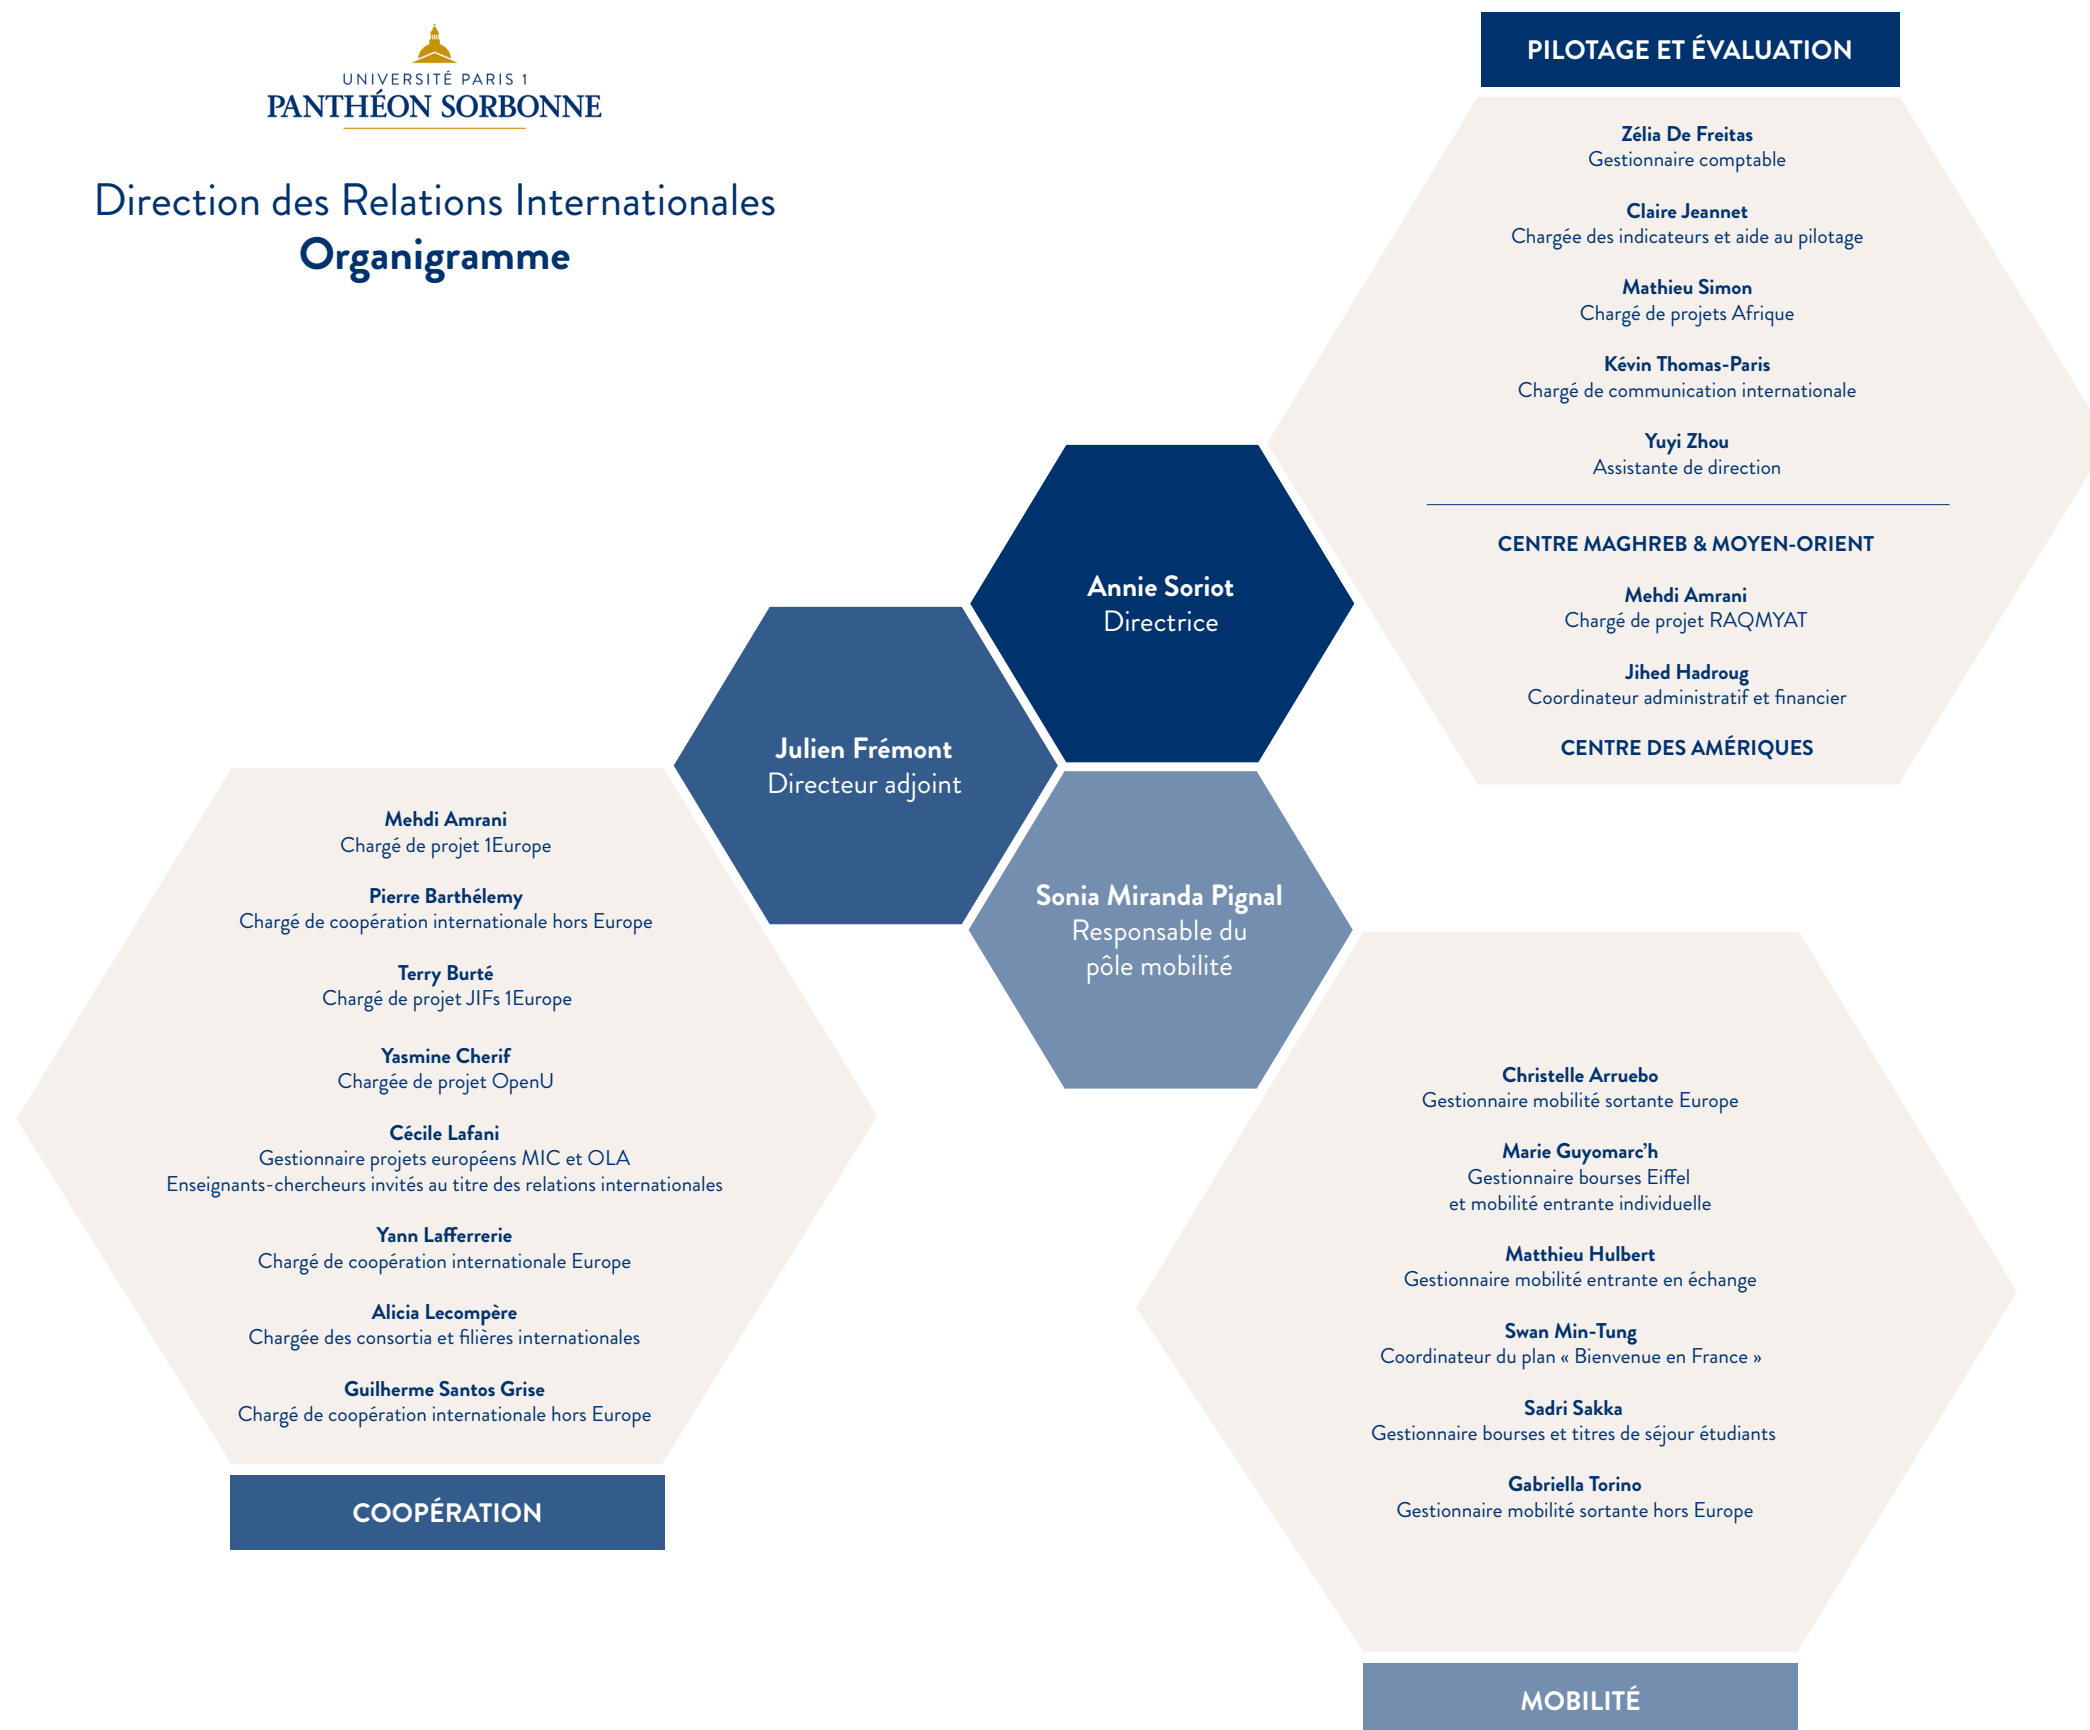 UNIVERSITÉ PARIS 1
PANTHÉON SORBONNE
Direction des Relations Internationales
Organigramme
PILOTAGE ET ÉVALUATION
Zélia De Freitas
Gestionnaire comptable
Claire Jeannet
Chargée des indicateurs et aide au pilotage
Mathieu Simon
Chargé de projets Afrique
Kévin Thomas-Paris
Chargé de communication internationale
Yuyi Zhou
Assistante de direction
CENTRE MAGHREB & MOYEN-ORIENT
Mehdi Amrani
Chargé de projet RAQMYAT
Jihed Hadroug
Coordinateur administratif et financier
CENTRE DES AMÉRIQUES
Annie Soriot
Directrice
Julien Frémont
Directeur adjoint
Sonia Miranda Pignal
Responsable du
pôle mobilité
Mehdi Amrani
Chargé de projet 1Europe
Pierre Barthélemy
Chargé de coopération internationale hors Europe
Terry Burté
Chargé de projet JIFs 1Europe
Yasmine Cherif
Chargée de projet OpenU
Cécile Lafani
Gestionnaire projets européens MIC et OLA
Enseignants-chercheurs invités au titre des relations internationales
Yann Lafferrerie
Chargé de coopération internationale Europe
Alicia Lecompère
Chargée des consortia et filières internationales
Guilherme Santos Grise
Chargé de coopération internationale hors Europe
COOPÉRATION
Christelle Arruebo
Gestionnaire mobilité sortante Europe
Marie Guyomarc’h
Gestionnaire bourses Eiffel
et mobilité entrante individuelle
Matthieu Hulbert
Gestionnaire mobilité entrante en échange
Swan Min-Tung
Coordinateur du plan « Bienvenue en France »
Sadri Sakka
Gestionnaire bourses et titres de séjour étudiants
Gabriella Torino
Gestionnaire mobilité sortante hors Europe
MOBILITÉ